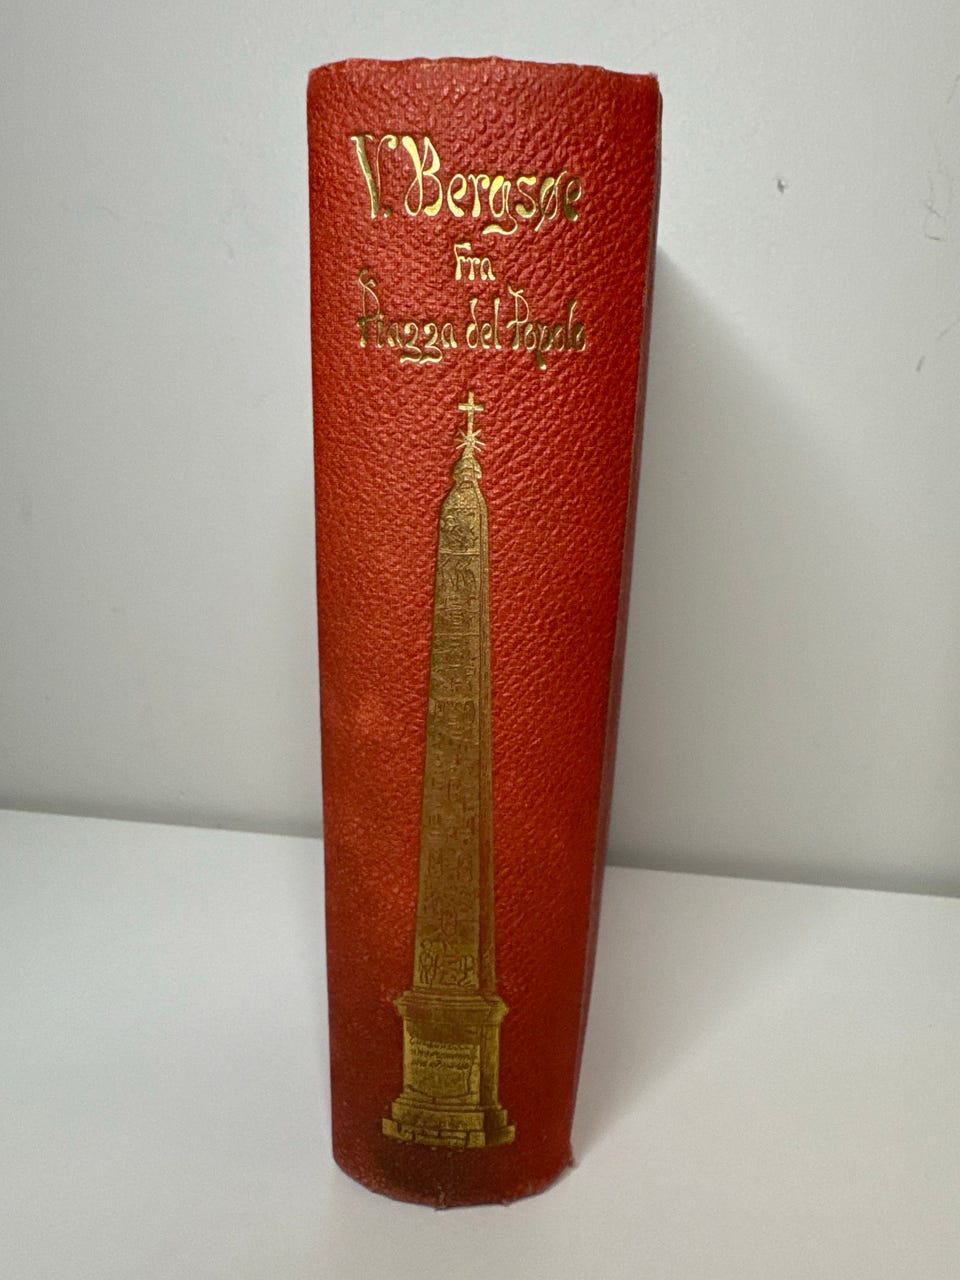 V. Bergsøe
Fra
Piazza del Popolo